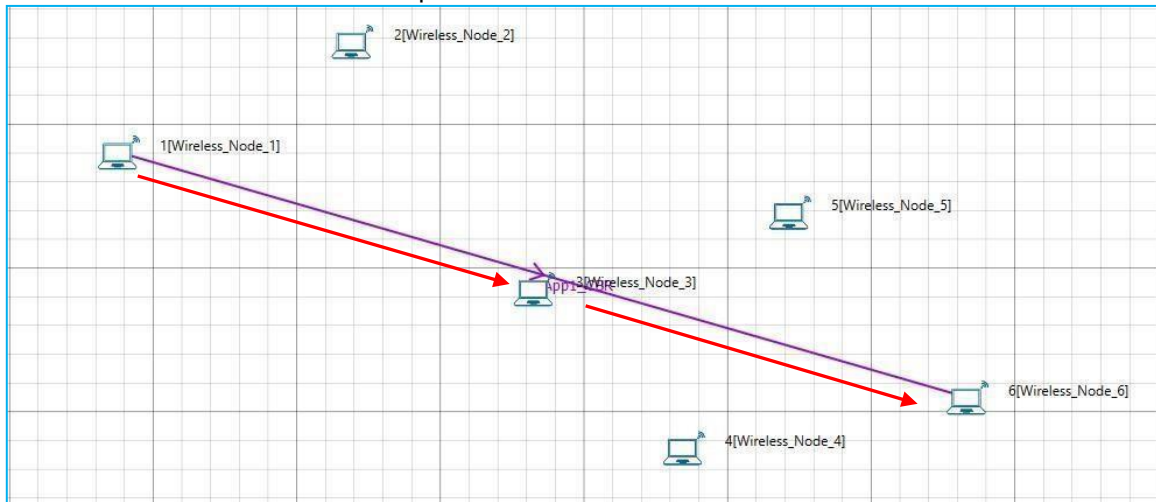 2[Wireless_Node_2]
1[Wireless_Node_1]
5[Wireless_Node_5]
3[Wireless_Node_3]
6[Wireless_Node_6]
4[Wireless_Node_4]